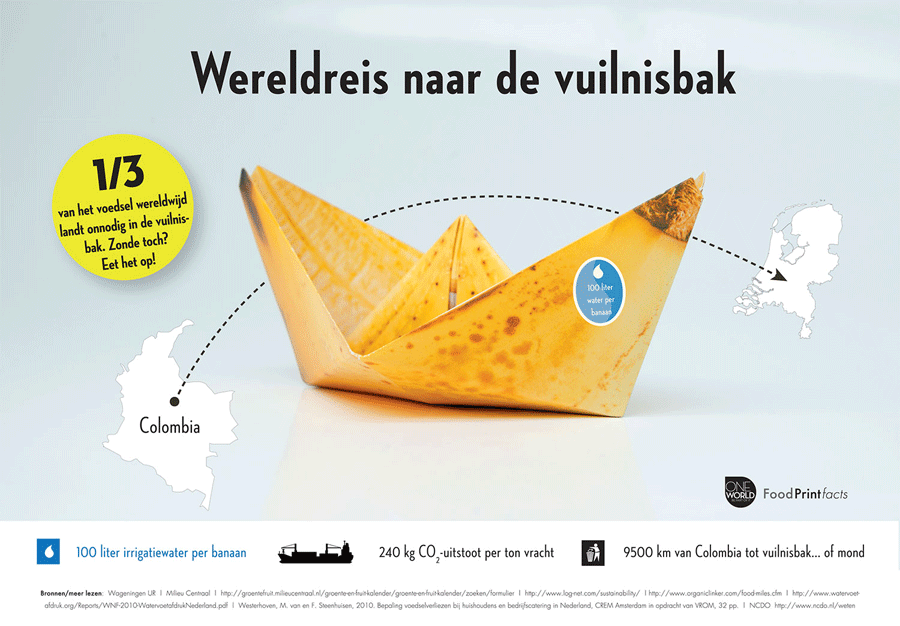 Wereldreis naar de vuilnisbak
1/3
van het voedsel wereldwijd
landt onnodig in de vuilnis-
bak. Zonde toch?
Eet het op!
100 liter
water per
banaan
Colombia
ONE
WORLD
FoodPrintfacts
100 liter irrigatiewater per banaan
240 kg CO2-uitstoot per ton vracht
9500 km van Colombia tot vuilnisbak... of mond
Bronnen/meer lezen: Wageningen UR | Milieu Centraal | http://groentefruit.milieucentraal.nl/groente-en-fruit-kalender/groente-en-fruit-kalender/zoeken/formulier | http://www.lag-net.com/sustainability/ | http://www.organiclinker.com/food-miles.cfm | http://www.watervoet-
afdruk.org/Reports/WNF-2010-WatervoetafdrukNederland.pdf | Westerhoven, M. van en F. Steenhuisen, 2010. Bepaling voedselverliezen bij huishoudens en bedrijfscatering in Nederland, CREM Amsterdam in opdracht van VROM, 32 pp. | NCDO http://www.ncdo.nl/weten